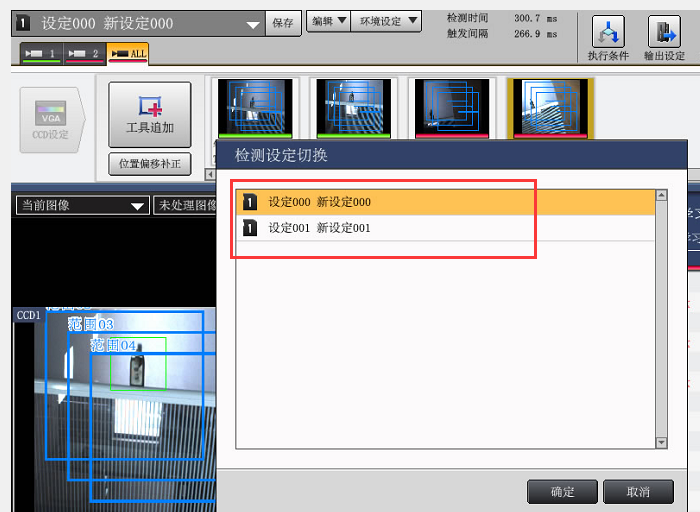 1 设定000 新设定000
保存
编辑
环境设定
检测时间 300.7 ms
触发间隔 266.9 ms
执行条件
输出设定
1
2
ALL
VGA
CCD设定
工具追加
位置偏移补正
检测设定切换
1 设定000 新设定000
1 设定001 新设定001
当前图像
未处理图像
CCD1
范围03
范围04
确定
取消